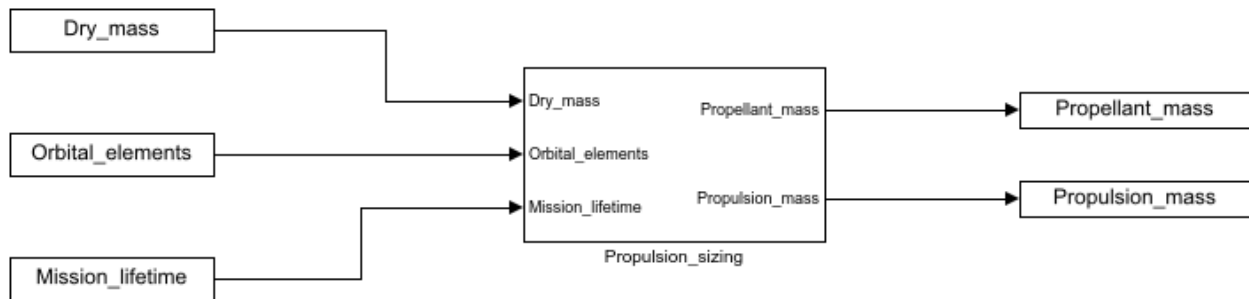 Dry_mass
Orbital_elements
Mission_lifetime
Dry_mass
Orbital_elements
Mission_lifetime
Propellant_mass
Propulsion_mass
Propulsion_sizing
Propellant_mass
Propulsion_mass